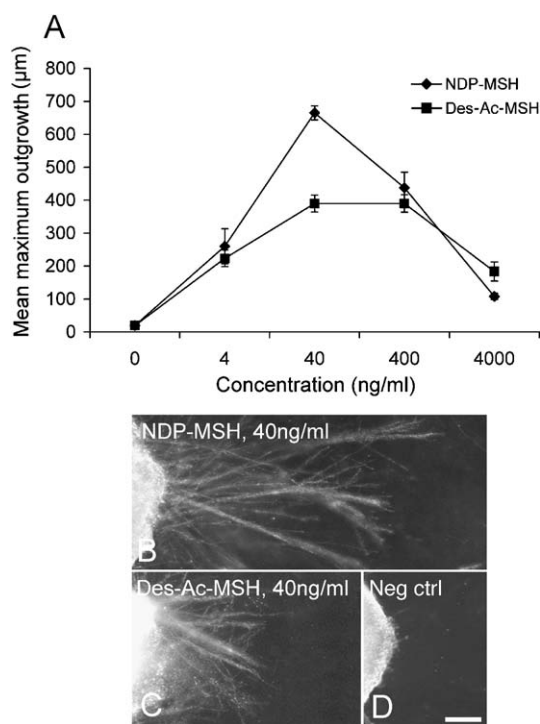 A
800
700
600
500
400
300
200
100
0
Mean maximum outgrowth (µm)
NDP-MSH
Des-Ac-MSH
0 4 40 400 4000
Concentration (ng/ml)
NDP-MSH, 40ng/ml
B
Des-Ac-MSH, 40ng/ml
C
Neg ctrl
D